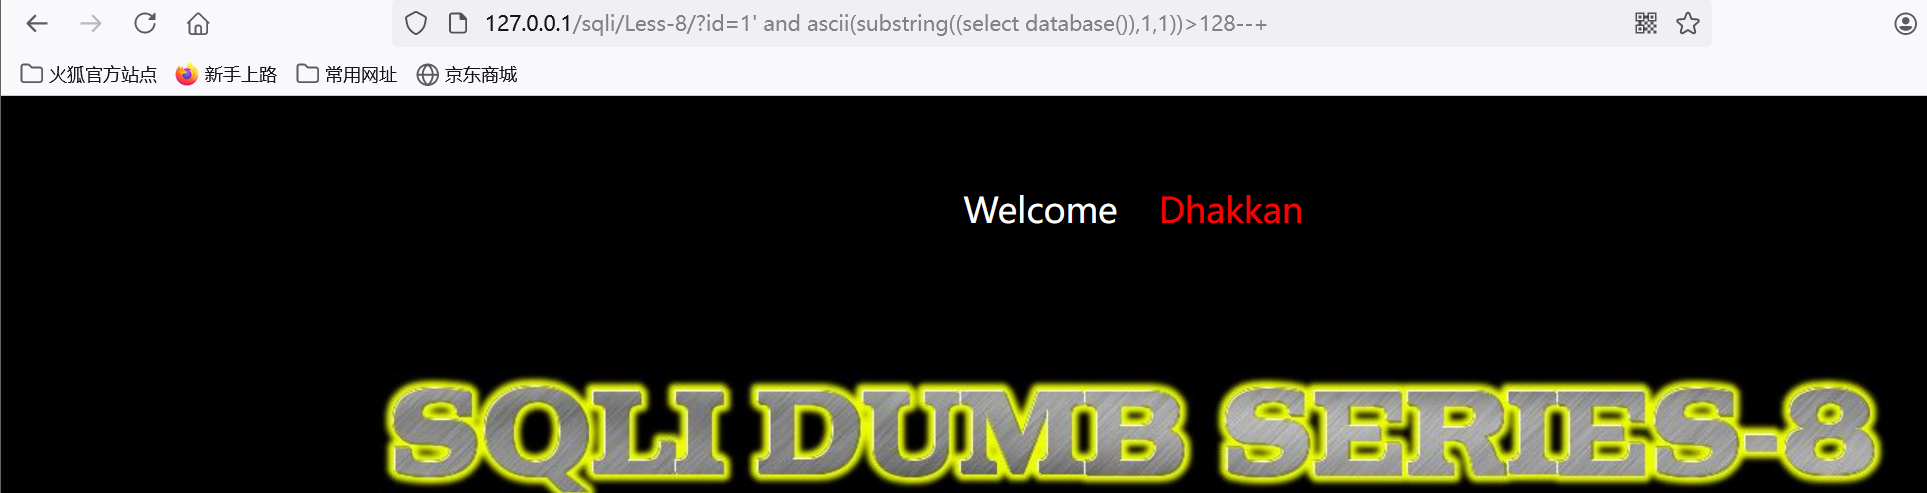 127.0.0.1/sqli/Less-8/?id=1' and ascii(substring((select database()),1,1))>128--+
火狐官方站点 新手上路 常用网址 京东商城
Welcome Dhakkan
SQLI DUMB SERIES-8